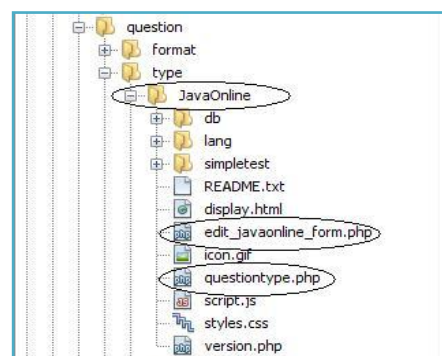 question
format
type
JavaOnline
db
lang
simpletest
README.txt
display.html
edit_javaonline_form.php
icon.gif
questiontype.php
script.js
styles.css
version.php